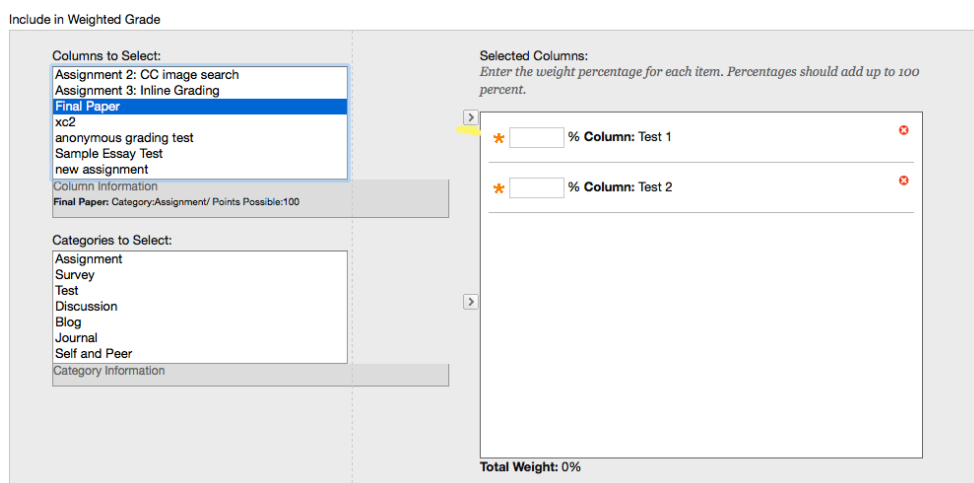 Include in Weighted Grade
Columns to Select:
Assignment 2: CC image search
Assignment 3: Inline Grading
Final Paper
xc2
anonymous grading test
Sample Essay Test
new assignment
Column Information
Final Paper: Category:Assignment/ Points Possible:100
Categories to Select:
Assignment
Survey
Test
Discussion
Blog
Journal
Self and Peer
Category Information
Selected Columns:
Enter the weight percentage for each item. Percentages should add up to 100
percent.
% Column: Test 1
% Column: Test 2
Total Weight: 0%